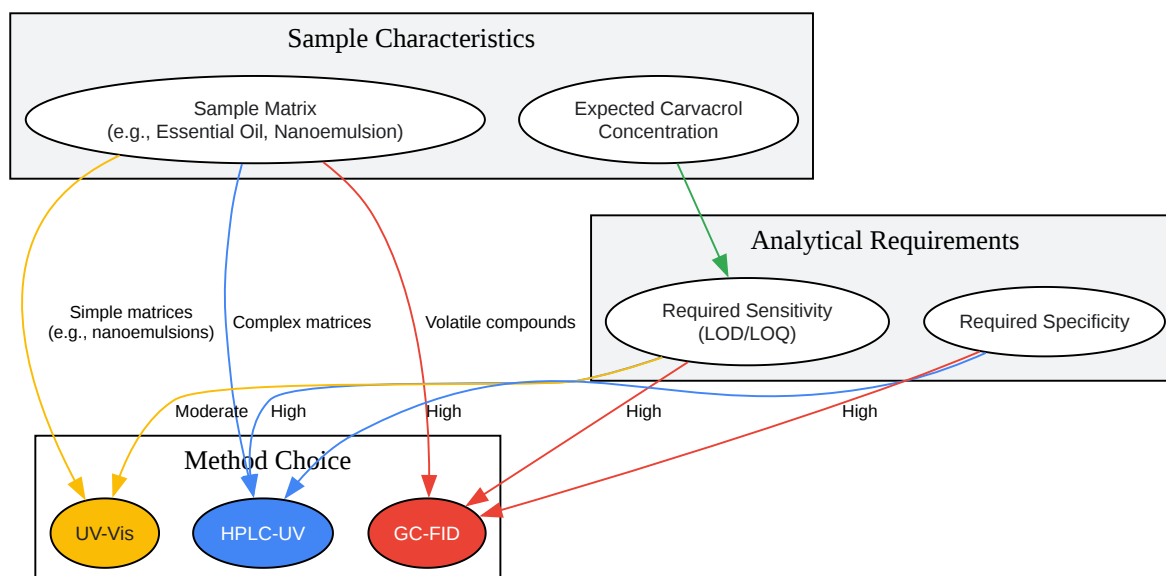 Sample Characteristics
Sample Matrix
(e.g., Essential Oil, Nanoemulsion)
Expected Carvacrol
Concentration
Analytical Requirements
Required Sensitivity
(LOD/LOQ)
Required Specificity
Simple matrices
(e.g., nanoemulsions)
Complex matrices
Volatile compounds
Moderate
High
High
High
High
Method Choice
UV-Vis
HPLC-UV
GC-FID